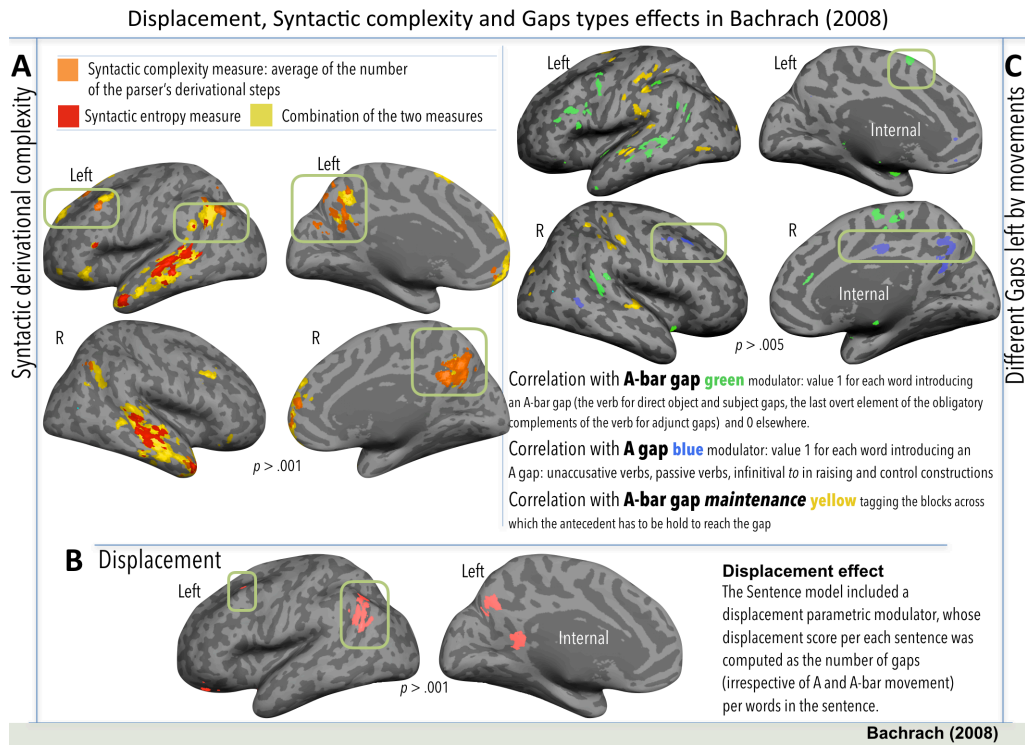 Displacement, Syntactic complexity and Gaps types effects in Bachrach (2008)
A
Syntactic derivational complexity
Syntactic complexity measure: average of the number
of the parser's derivational steps
Syntactic entropy measure
Combination of the two measures
Left
Left
R
R
p > .001
C
Different Gaps left by movements
Left
Left
Internal
R
R
Internal
p > .005
Correlation with A-bar gap green modulator: value 1 for each word introducing
an A-bar gap (the verb for direct object and subject gaps, the last overt element of the obligatory
complements of the verb for adjunct gaps) and 0 elsewhere.
Correlation with A gap blue modulator: value 1 for each word introducing an
A gap: unaccusative verbs, passive verbs, infinitival to in raising and control constructions
Correlation with A-bar gap maintenance yellow tagging the blocks across
which the antecedent has to be hold to reach the gap
B Displacement
Left
Left
Internal
p > .001
Displacement effect
The Sentence model included a
displacement parametric modulator, whose
displacement score per each sentence was
computed as the number of gaps
(irrespective of A and A-bar movement)
per words in the sentence.
Bachrach (2008)